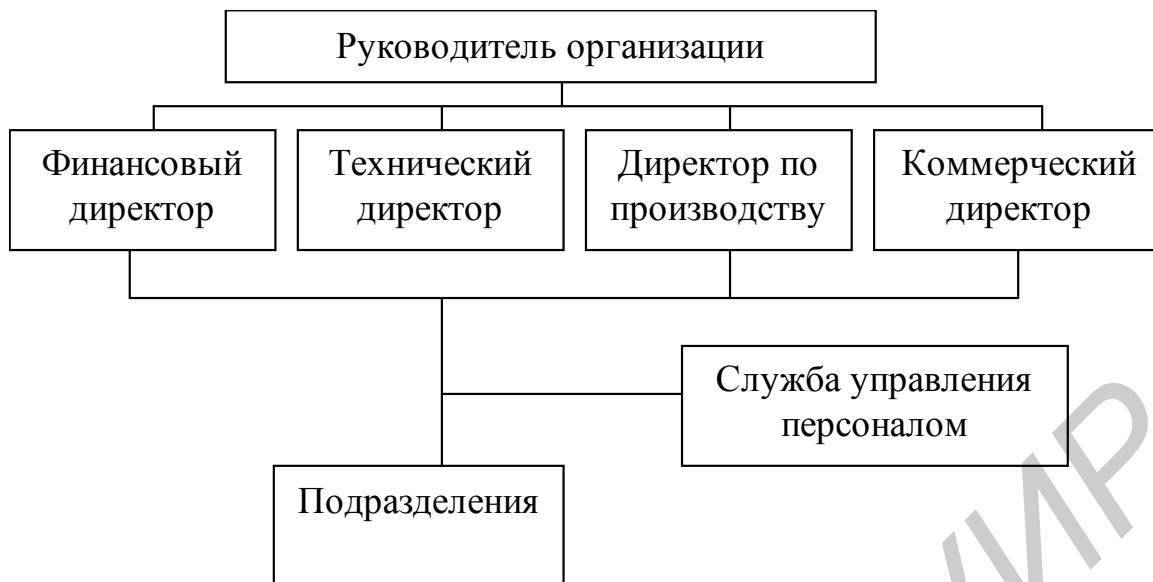 Руководитель организации
Финансовый
директор
Технический
директор
Директор по
производству
Коммерческий
директор
Служба управления
персоналом
Подразделения